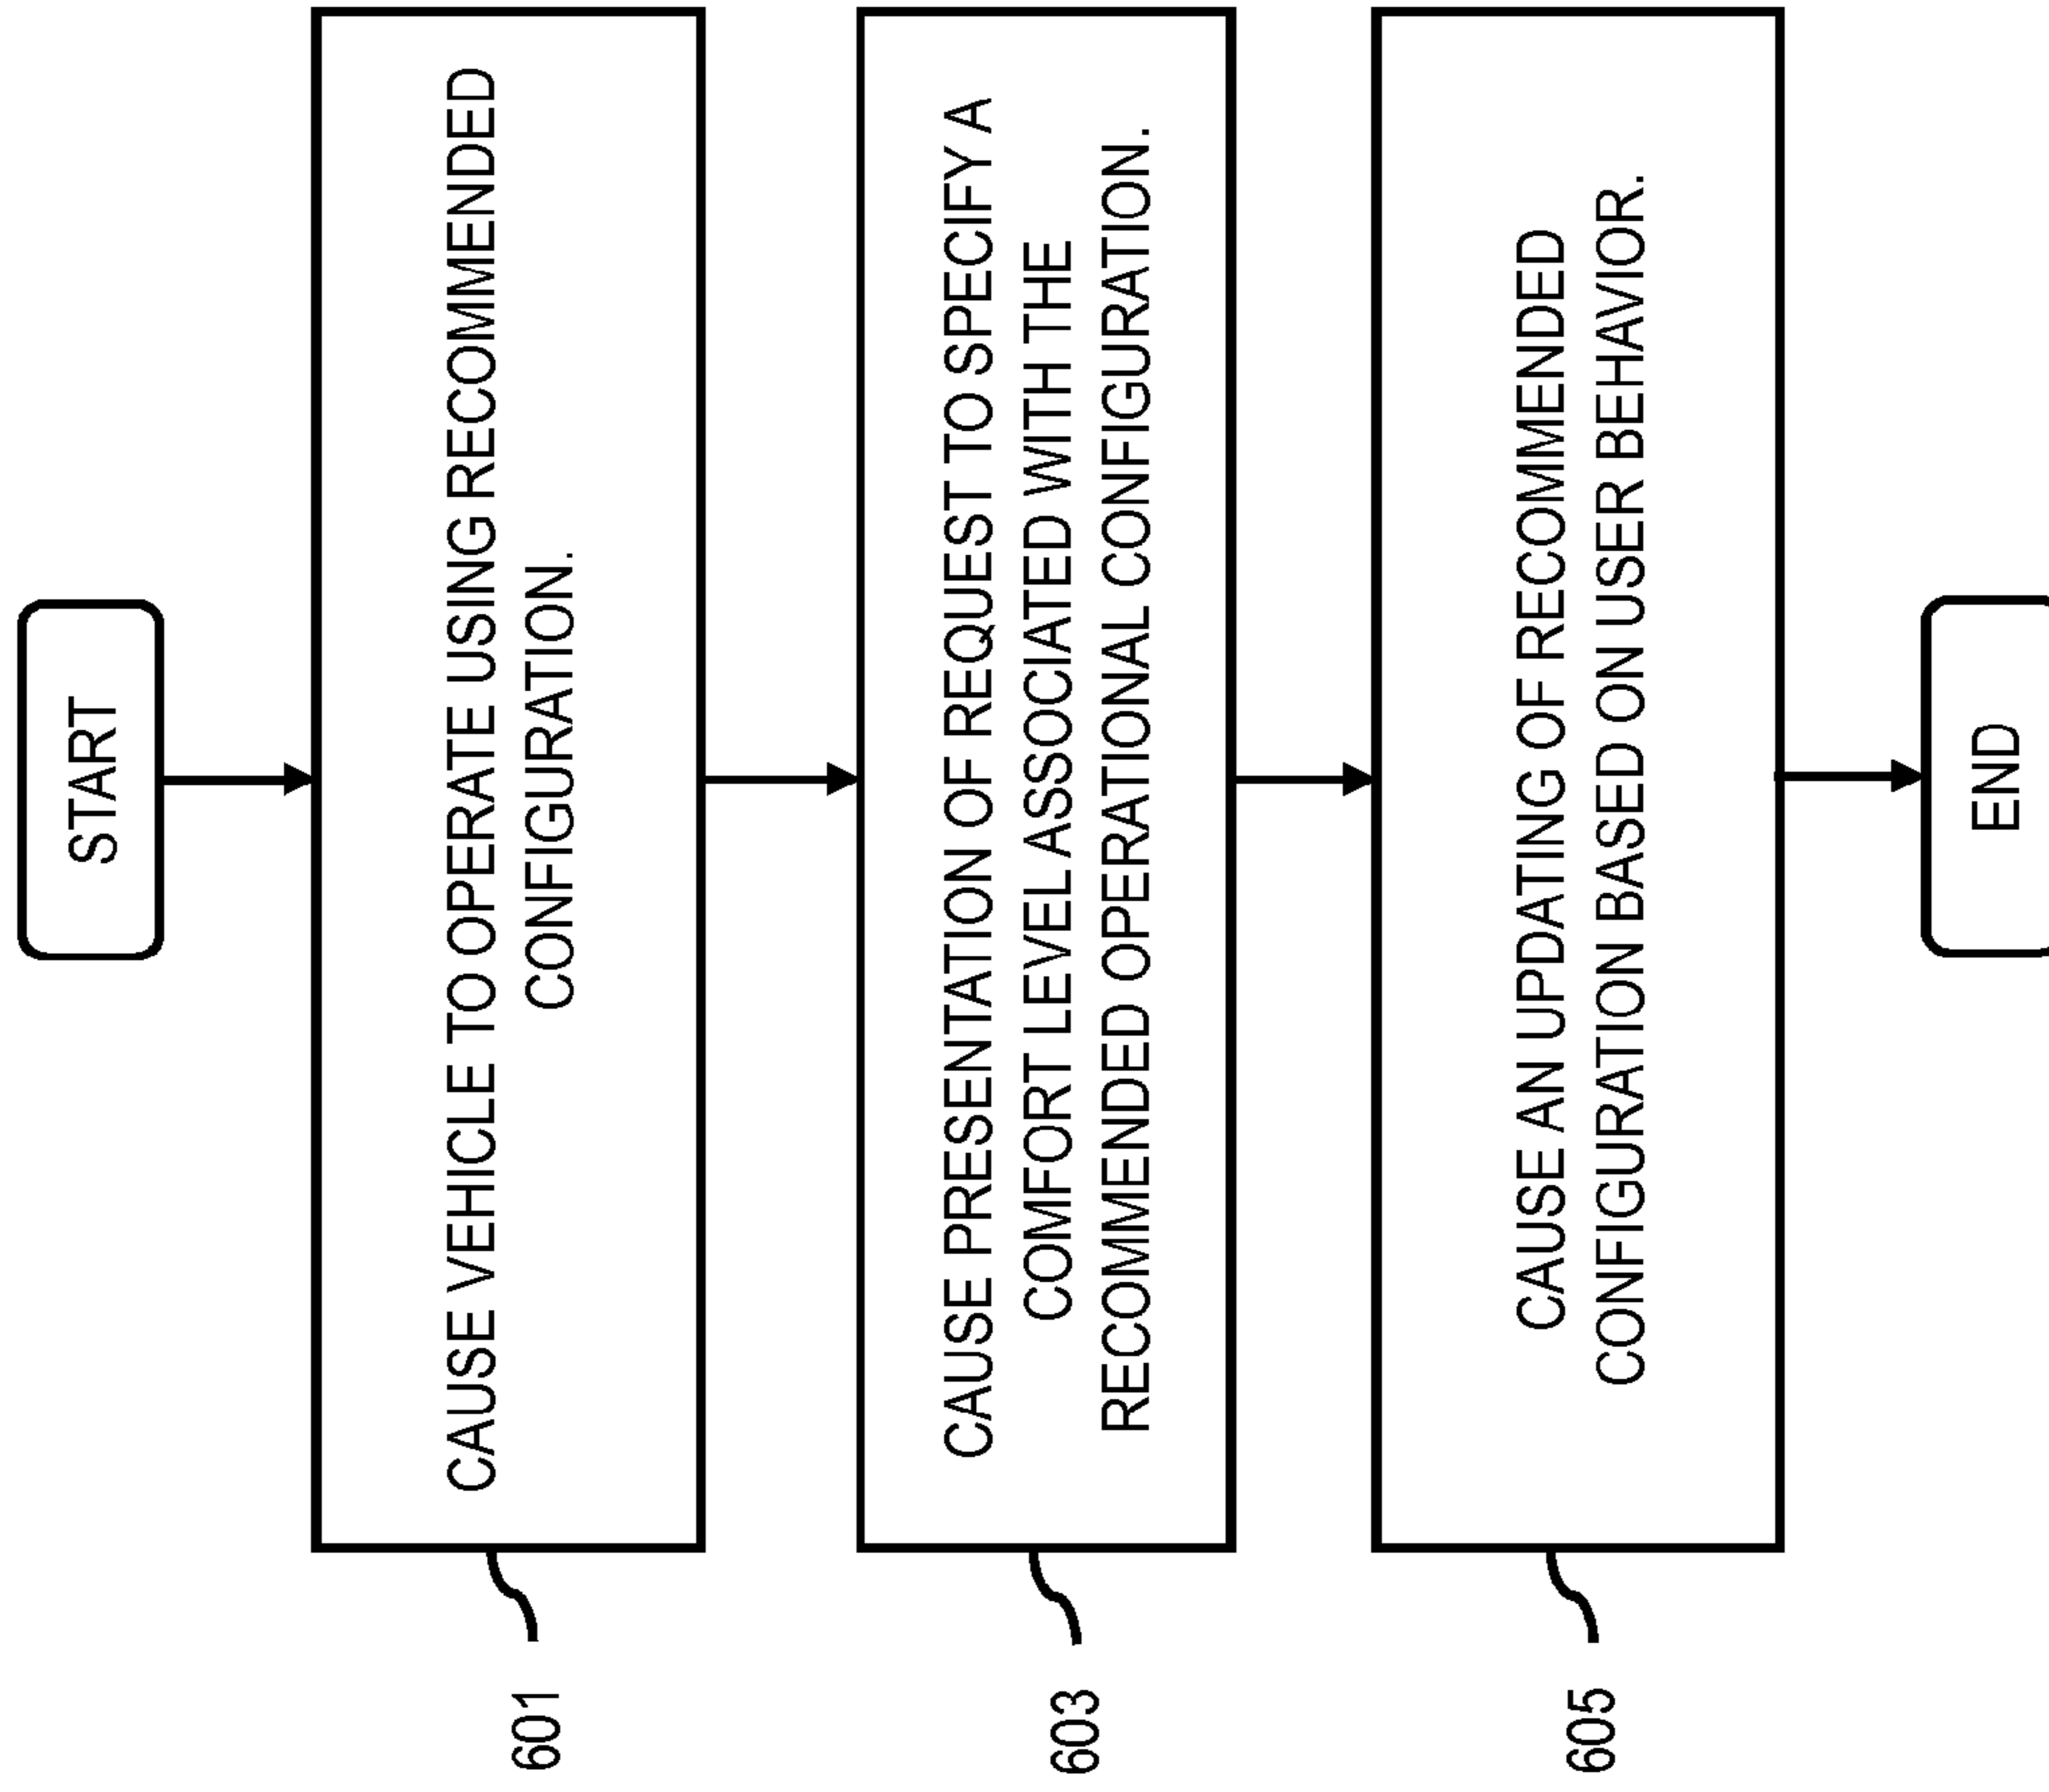 START
CAUSE VEHICLE TO OPERATE USING RECOMMENDED
CONFIGURATION.
601
CAUSE PRESENTATION OF REQUEST TO SPECIFY A
COMFORT LEVEL ASSOCIATED WITH THE
RECOMMENDED OPERATIONAL CONFIGURATION.
603
CAUSE AN UPDATING OF RECOMMENDED
CONFIGURATION BASED ON USER BEHAVIOR.
605
END